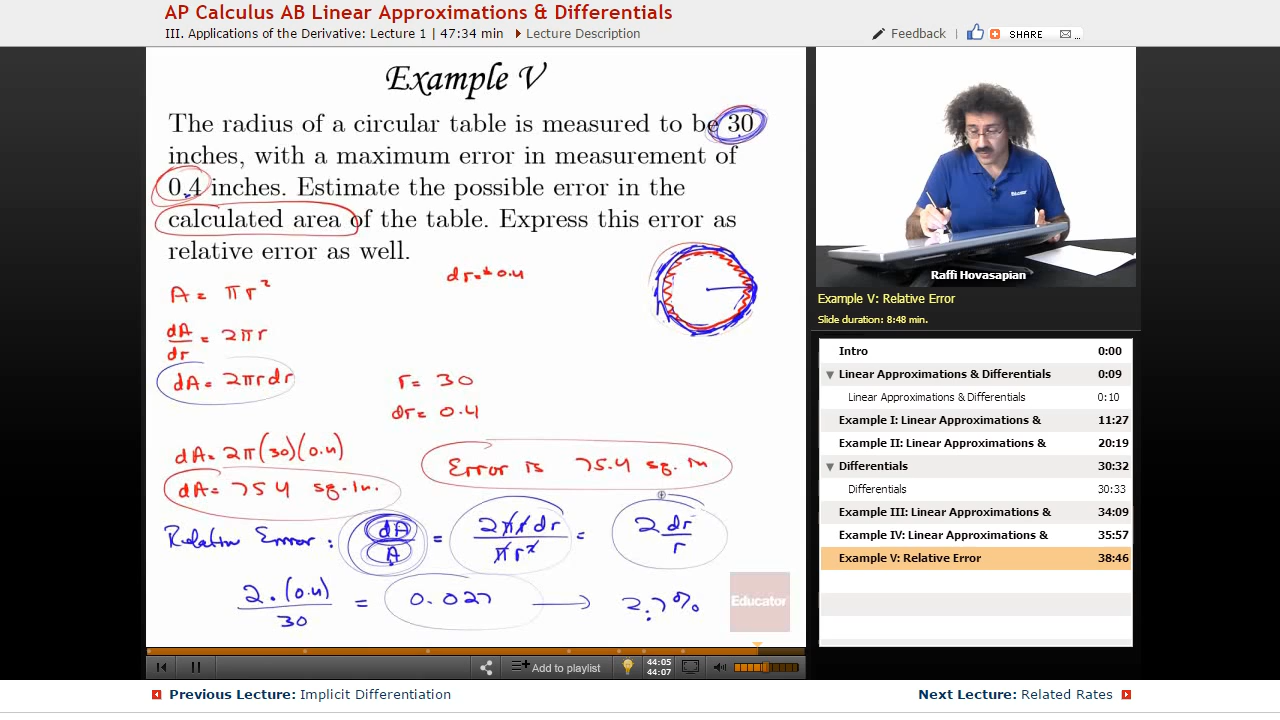 AP Calculus AB Linear Approximations & Differentials
III. Applications of the Derivative: Lecture 1 | 47:34 min Lecture Description
Feedback | SHARE
Example V
The radius of a circular table is measured to be 30
inches, with a maximum error in measurement of
0.4 inches. Estimate the possible error in the
calculated area of the table. Express this error as
relative error as well.
dr = ± 0.4
A = πr²
dA/dr = 2πr
dA = 2πrdr
r = 30
dr = 0.4
dA = 2π(30)(0.4)
Error is 75.4 sq. in
dA = 75.4 sq. in.
Relative Error: dA/A = 2πrdr/πr² = 2 dr/r
2·(0.4)/30 = 0.027 → 2.7%
Educator
Educator
Raffi Hovasapian
Example V: Relative Error
Slide duration: 8:48 min.
Intro 0:00
Linear Approximations & Differentials 0:09
Linear Approximations & Differentials 0:10
Example I: Linear Approximations & 11:27
Example II: Linear Approximations & 20:19
Differentials 30:32
Differentials 30:33
Example III: Linear Approximations & 34:09
Example IV: Linear Approximations & 35:57
Example V: Relative Error 38:46
Add to playlist
44:05
44:07
Previous Lecture: Implicit Differentiation
Next Lecture: Related Rates